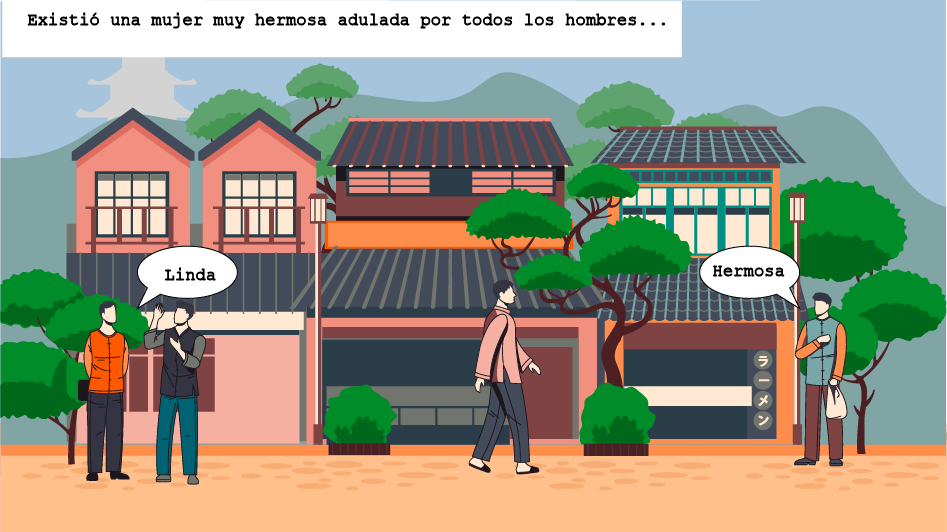 Existió una mujer muy hermosa adulada por todos los hombres...
Linda
Hermosa
ラーメン